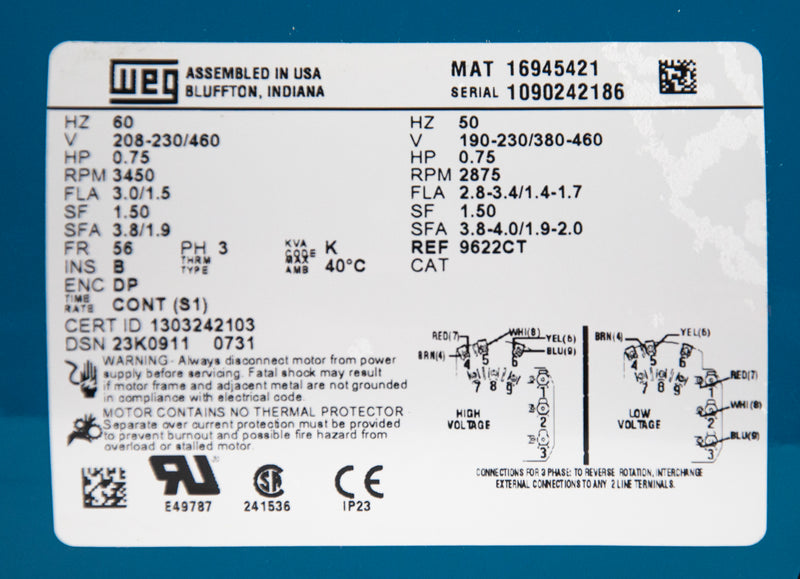 WEG ASSEMBLED IN USA
BLUFFTON, INDIANA
MAT 16945421
SERIAL 1090242186
HZ 60
V 208-230/460
HP 0.75
RPM 3450
FLA 3.0/1.5
SF 1.50
SFA 3.8/1.9
FR 56 PH 3 KVA CODE K
INS B THRM TYPE MAX AMB 40°C
ENC DP
TIME RATE CONT (S1)
CERT ID 1303242103
DSN 23K0911 0731
HZ 50
V 190-230/380-460
HP 0.75
RPM 2875
FLA 2.8-3.4/1.4-1.7
SF 1.50
SFA 3.8-4.0/1.9-2.0
REF 9622CT
CAT
WARNING- Always disconnect motor from power
supply before servicing. Fatal shock may result
if motor frame and adjacent metal are not grounded
in compliance with electrical code.
MOTOR CONTAINS NO THERMAL PROTECTOR
Separate over current protection must be provided
to prevent burnout and possible fire hazard from
overload or stalled motor.
RED(7) WHI(8) YEL(6)
BRN(4) BLU(9)
4 5 6
7 8 9
1
2
3
HIGH
VOLTAGE
BRN(4) YEL(6)
4 5 6
7 8 9
RED(7)
1
WHI(8)
2
BLU(9)
3
LOW
VOLTAGE
CONNECTIONS FOR 3 PHASE: TO REVERSE ROTATION, INTERCHANGE
EXTERNAL CONNECTIONS TO ANY 2 LINE TERMINALS.
RU SA CE
E49787 241536 IP23